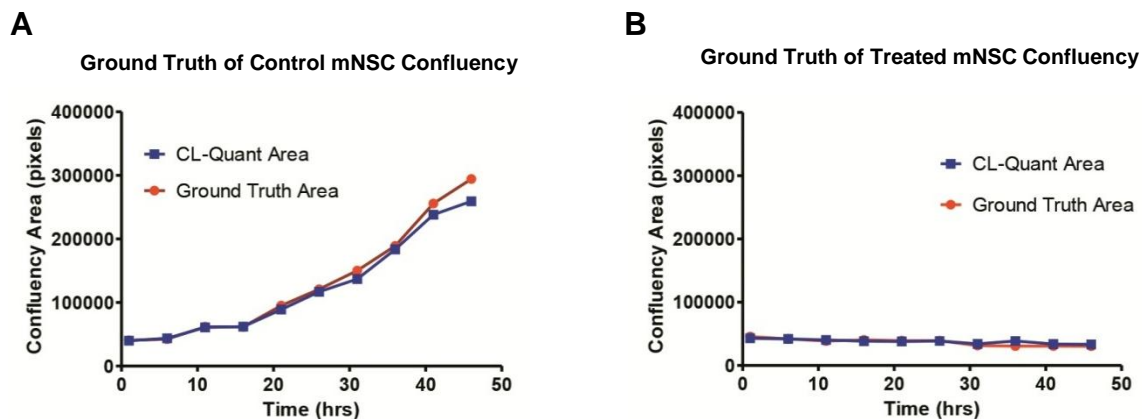 A
Ground Truth of Control mNSC Confluency
Confluency Area (pixels)
400000
300000
200000
100000
0
CL-Quant Area
Ground Truth Area
0 10 20 30 40 50
Time (hrs)
B
Ground Truth of Treated mNSC Confluency
Confluency Area (pixels)
400000
300000
200000
100000
0
CL-Quant Area
Ground Truth Area
0 10 20 30 40 50
Time (hrs)